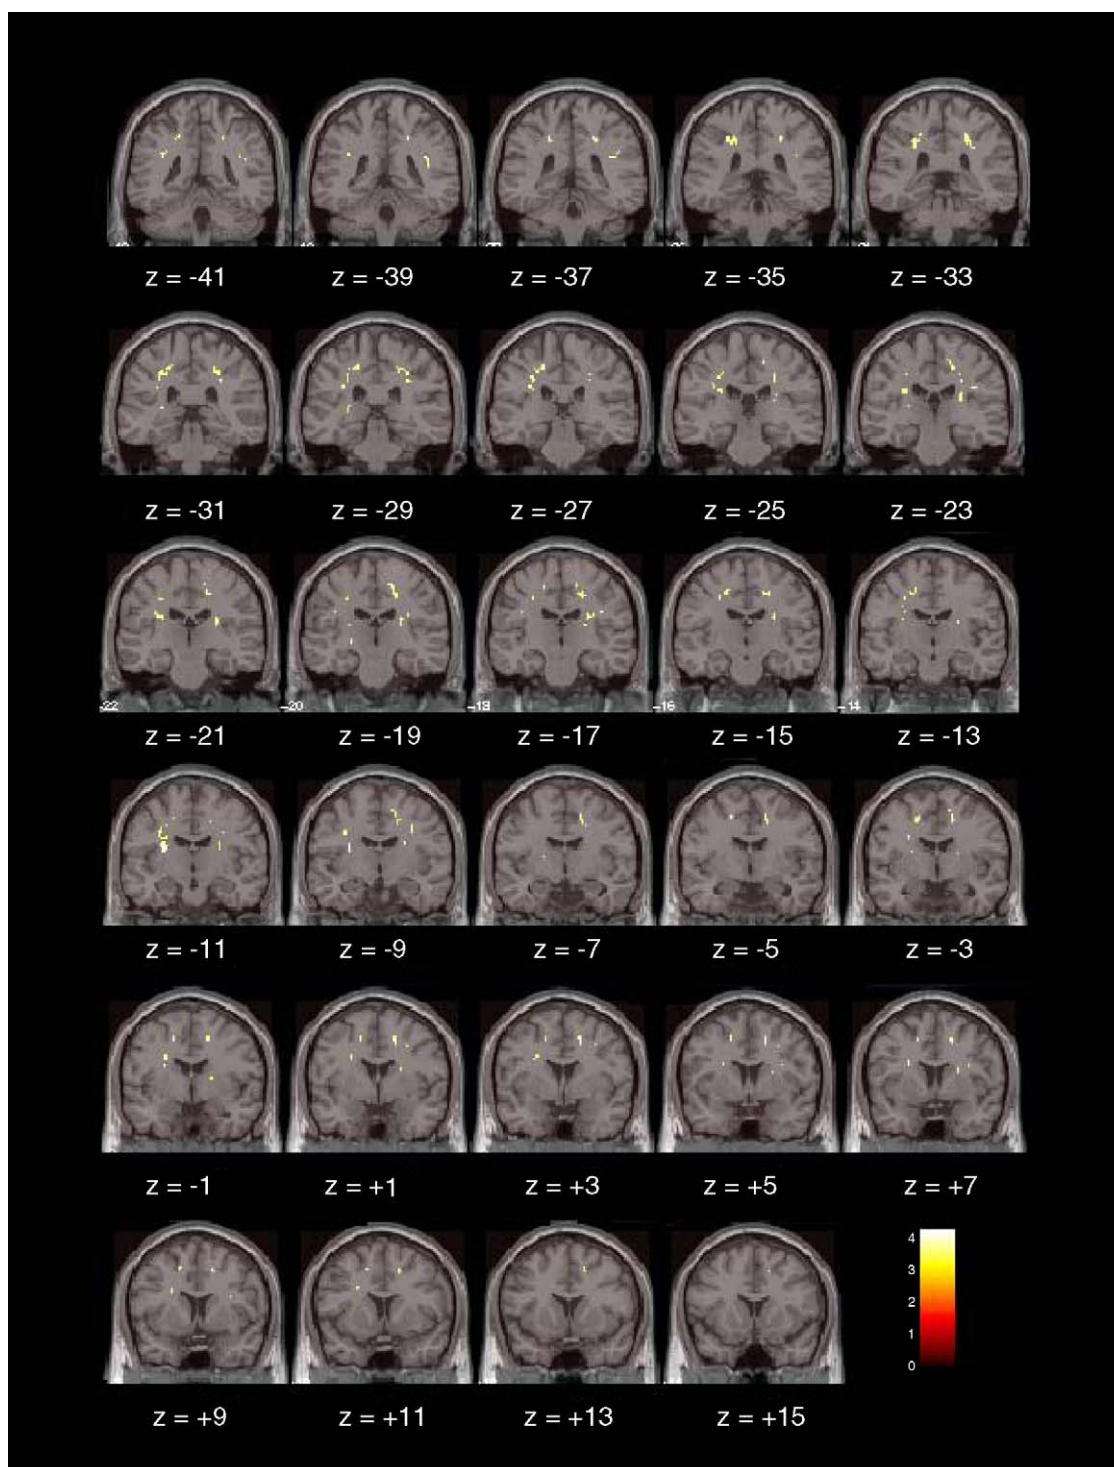 z = -41 z = -39 z = -37 z = -35 z = -33
z = -31 z = -29 z = -27 z = -25 z = -23
-22 -20 -18 -16 -14
z = -21 z = -19 z = -17 z = -15 z = -13
z = -11 z = -9 z = -7 z = -5 z = -3
z = -1 z = +1 z = +3 z = +5 z = +7
4
3
2
1
0
z = +9 z = +11 z = +13 z = +15